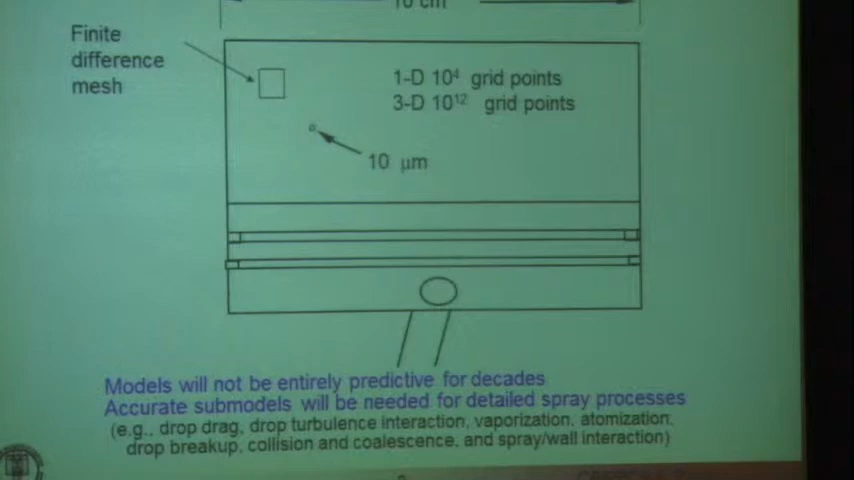 10 cm
Finite
difference
mesh
1-D 10⁴ grid points
3-D 10¹² grid points
10 μm
Models will not be entirely predictive for decades
Accurate submodels will be needed for detailed spray processes
(e.g., drop drag, drop turbulence interaction, vaporization, atomization,
drop breakup, collision and coalescence, and spray/wall interaction)